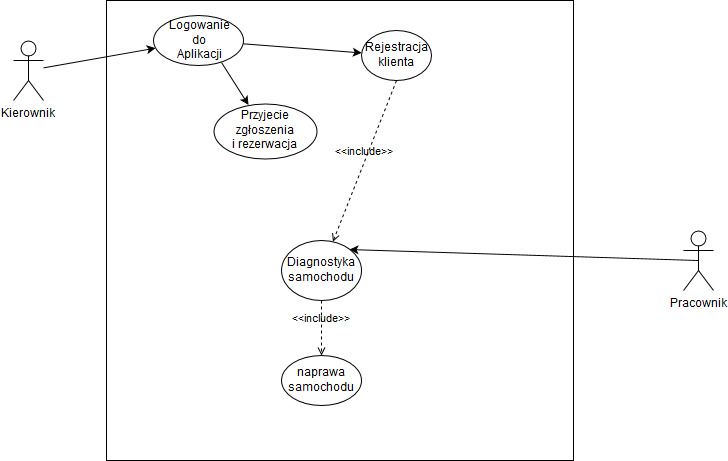 Logowanie
do
Aplikacji
Rejestracja
klienta
Kierownik
Przyjecie
zgłoszenia
i rezerwacja
<<include>>
Diagnostyka
samochodu
Pracownik
<<include>>
naprawa
samochodu